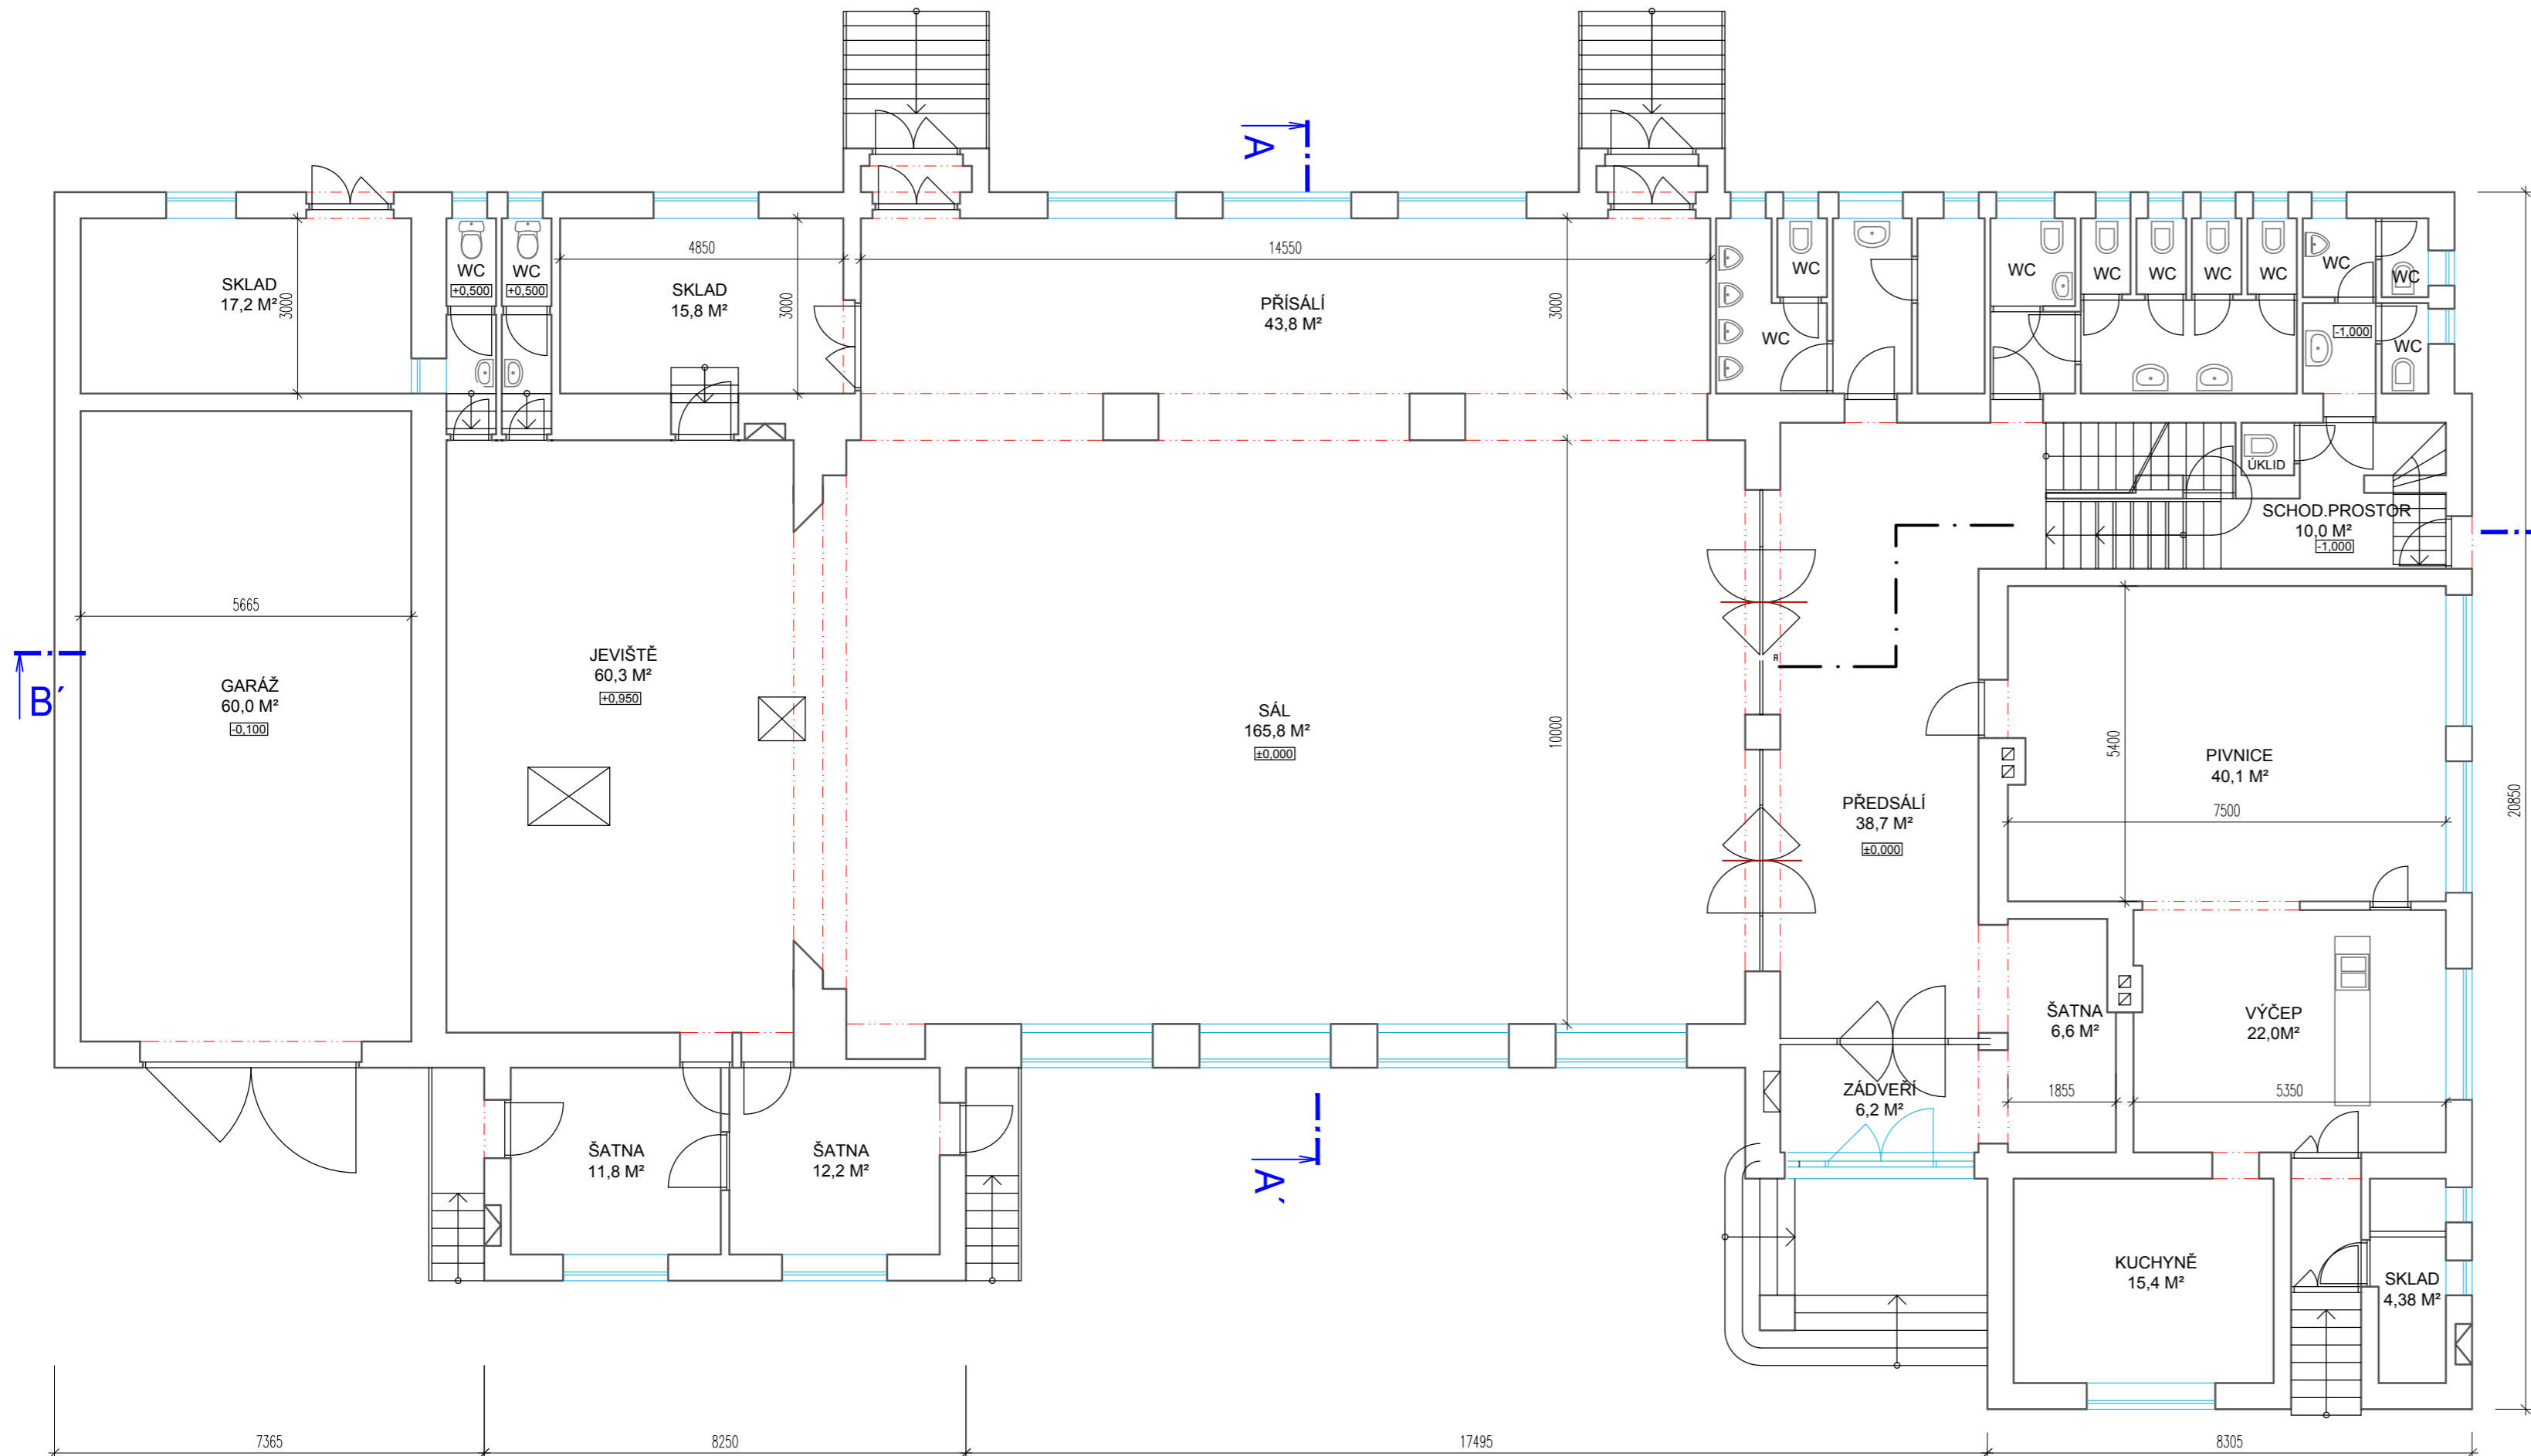 A
SKLAD
17,2 M²
3000
WC
+0,500
WC
+0,500
4850
SKLAD
15,8 M²
3000
14550
PŘÍSÁLÍ
43,8 M²
3000
WC
WC
WC
WC
WC
WC
WC
WC
WC
-1,000
WC
ÚKLID
SCHOD.PROSTOR
10,0 M²
-1,000
5665
B´
GARÁŽ
60,0 M²
-0,100
JEVIŠTĚ
60,3 M²
+0,950
SÁL
165,8 M²
±0,000
10000
PŘEDSÁLÍ
38,7 M²
±0,000
5400
PIVNICE
40,1 M²
7500
20850
ŠATNA
6,6 M²
1855
VÝČEP
22,0M²
5350
ZÁDVEŘÍ
6,2 M²
ŠATNA
11,8 M²
ŠATNA
12,2 M²
A´
KUCHYNĚ
15,4 M²
SKLAD
4,38 M²
7365
8250
17495
8305